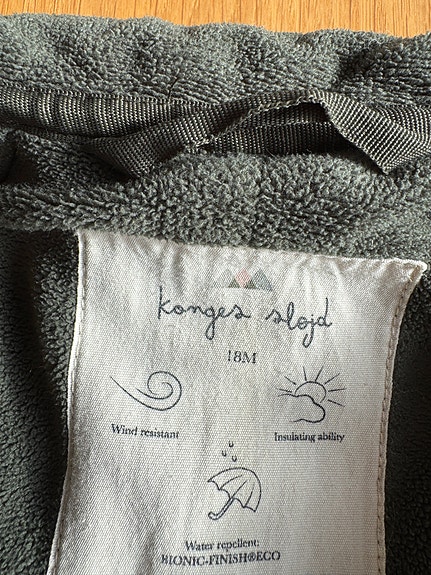 konges sløjd
18M
Wind resistant
Insulating ability
Water repellent:
BIONIC-FINISH®ECO